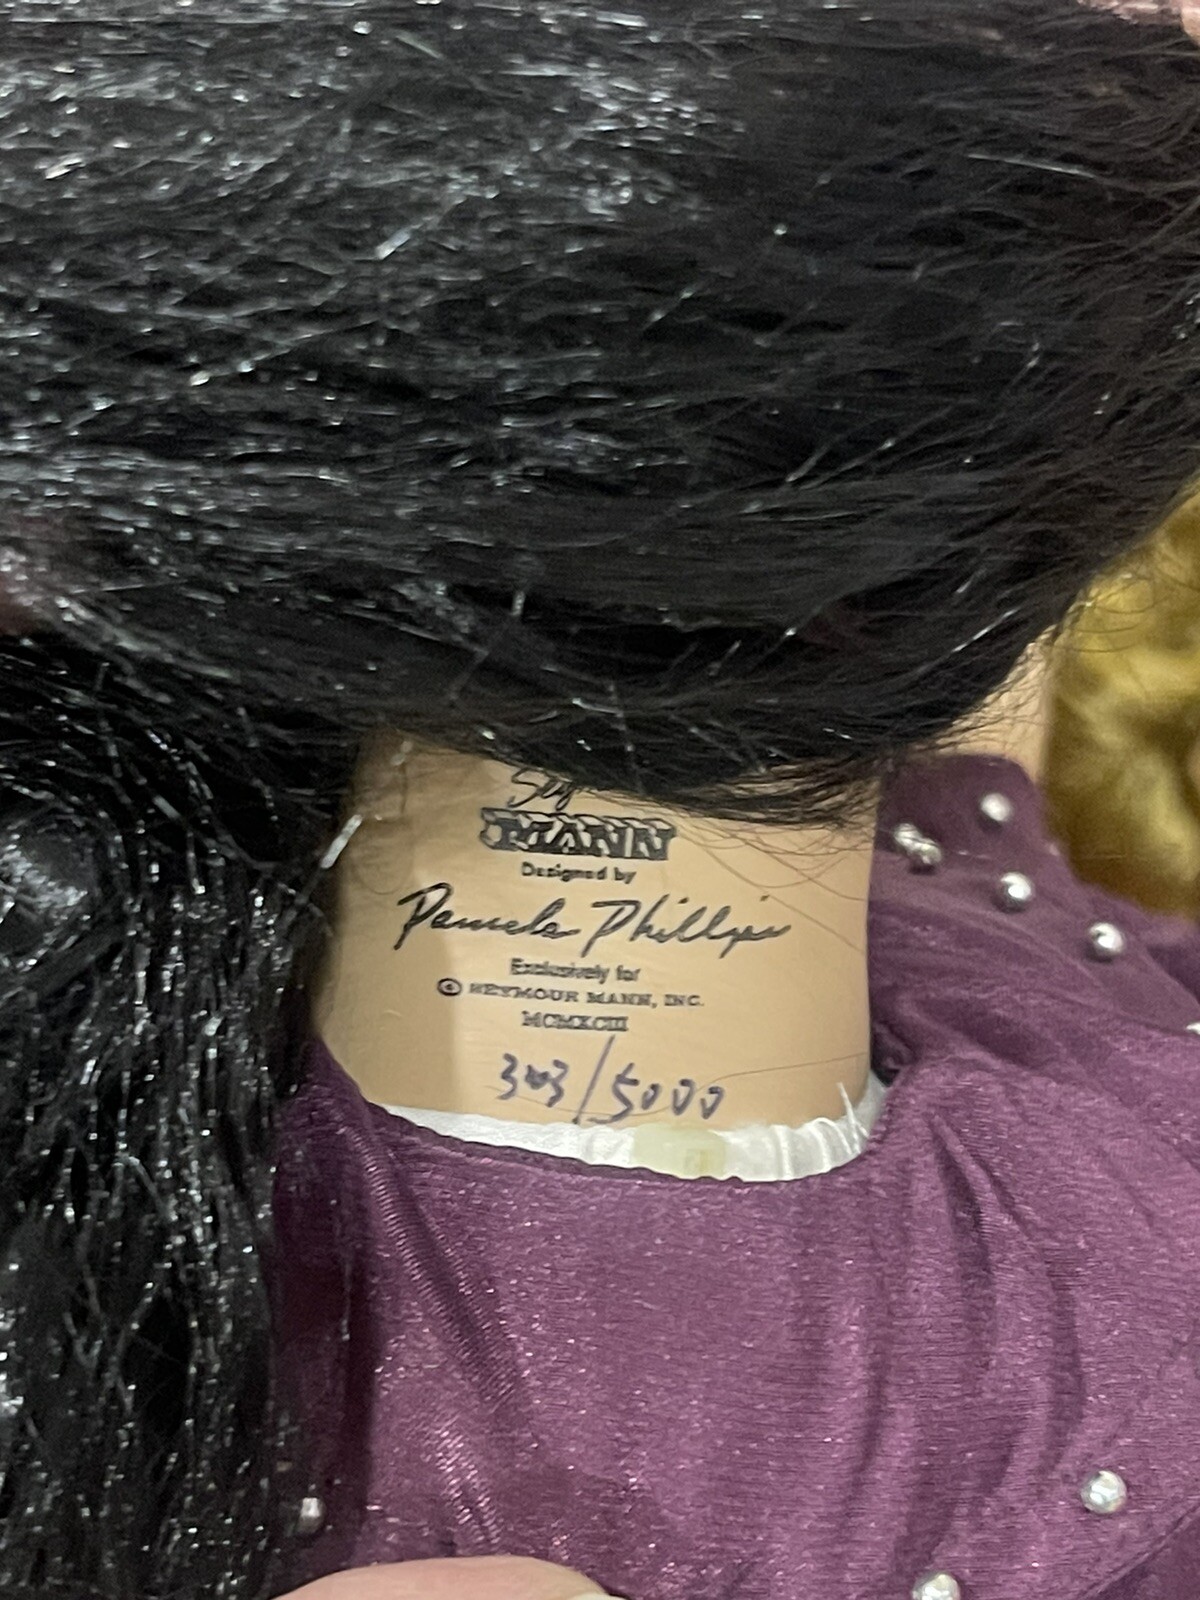 MANN
Designed by
Pamela Phillips
Exclusively for
© SEYMOUR MANN, INC.
MCMXCIII
303/5000